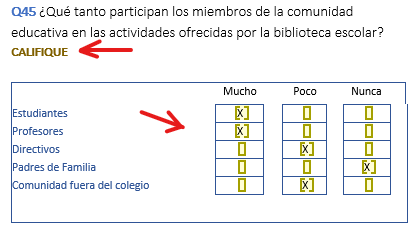 Q45 ¿Qué tanto participan los miembros de la comunidad
educativa en las actividades ofrecidas por la biblioteca escolar?
CALIFIQUE
Mucho Poco Nunca
Estudiantes [X] [] []
Profesores [X] [] []
Directivos [] [X] []
Padres de Familia [] [] [X]
Comunidad fuera del colegio [] [X] []